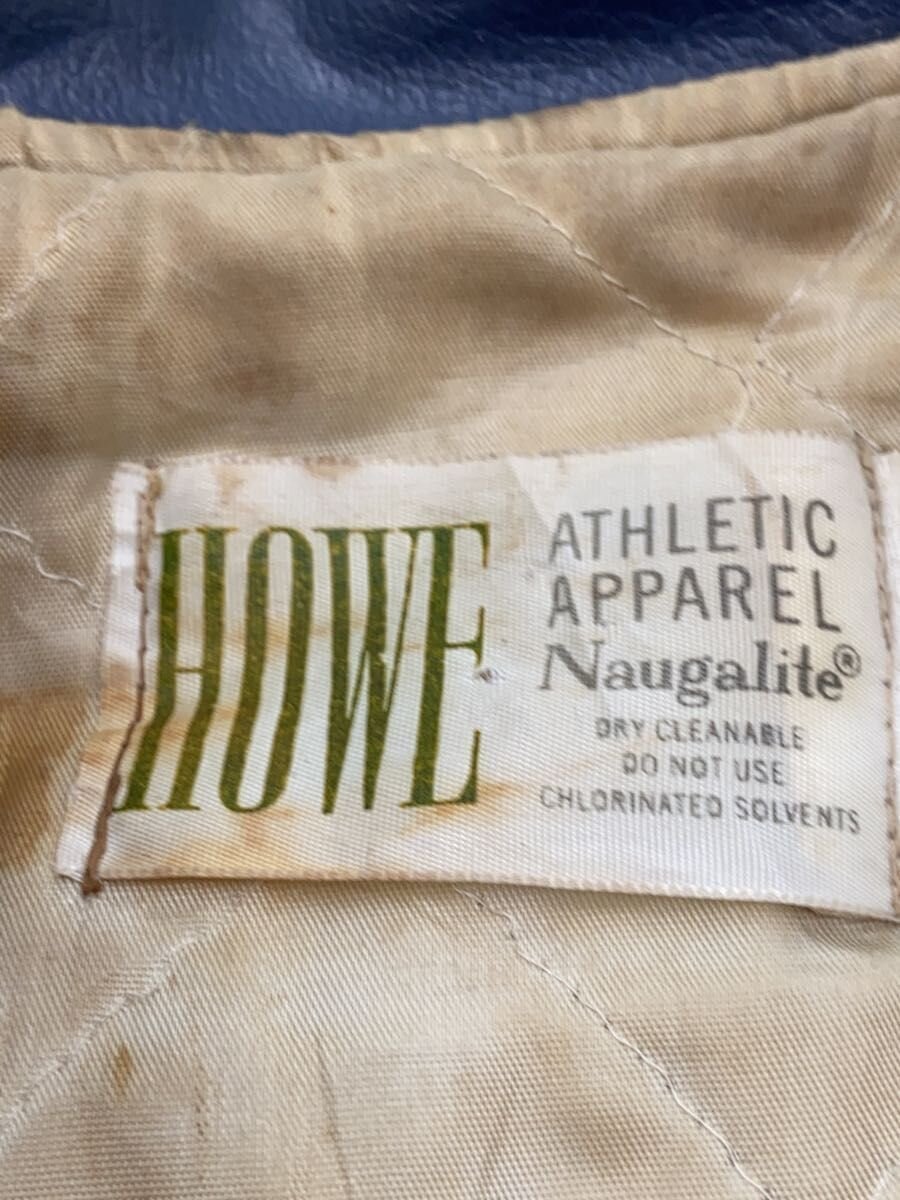 HOWE
ATHLETIC
APPAREL
Naugalite®
DRY CLEANABLE
DO NOT USE
CHLORINATED SOLVENTS